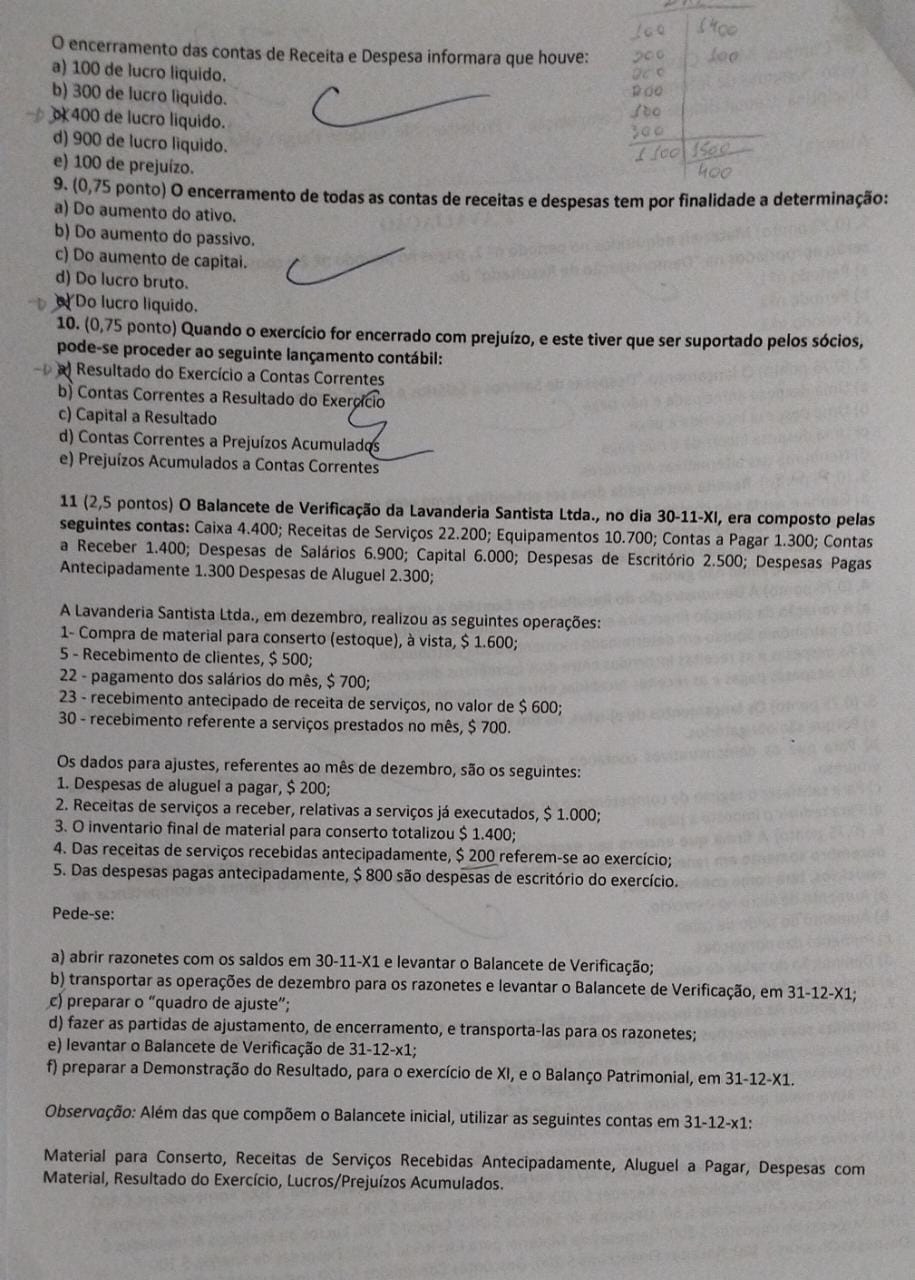 100 | 1400
O encerramento das contas de Receita e Despesa informara que houve:
a) 100 de lucro liquido.
b) 300 de lucro liquido.
c) 400 de lucro liquido.
d) 900 de lucro liquido.
e) 100 de prejuízo.
200 | 100
200
200
100
300
1 100 | 1500
400
9. (0,75 ponto) O encerramento de todas as contas de receitas e despesas tem por finalidade a determinação:
a) Do aumento do ativo.
b) Do aumento do passivo.
c) Do aumento de capital.
d) Do lucro bruto.
e) Do lucro liquido.
10. (0,75 ponto) Quando o exercício for encerrado com prejuízo, e este tiver que ser suportado pelos sócios,
pode-se proceder ao seguinte lançamento contábil:
a) Resultado do Exercício a Contas Correntes
b) Contas Correntes a Resultado do Exercício
c) Capital a Resultado
d) Contas Correntes a Prejuízos Acumulados
e) Prejuízos Acumulados a Contas Correntes
11 (2,5 pontos) O Balancete de Verificação da Lavanderia Santista Ltda., no dia 30-11-XI, era composto pelas
seguintes contas: Caixa 4.400; Receitas de Serviços 22.200; Equipamentos 10.700; Contas a Pagar 1.300; Contas
a Receber 1.400; Despesas de Salários 6.900; Capital 6.000; Despesas de Escritório 2.500; Despesas Pagas
Antecipadamente 1.300 Despesas de Aluguel 2.300;
A Lavanderia Santista Ltda., em dezembro, realizou as seguintes operações:
1- Compra de material para conserto (estoque), à vista, $ 1.600;
5 - Recebimento de clientes, $ 500;
22 - pagamento dos salários do mês, $ 700;
23 - recebimento antecipado de receita de serviços, no valor de $ 600;
30 - recebimento referente a serviços prestados no mês, $ 700.
Os dados para ajustes, referentes ao mês de dezembro, são os seguintes:
1. Despesas de aluguel a pagar, $ 200;
2. Receitas de serviços a receber, relativas a serviços já executados, $ 1.000;
3. O inventario final de material para conserto totalizou $ 1.400;
4. Das receitas de serviços recebidas antecipadamente, $ 200 referem-se ao exercício;
5. Das despesas pagas antecipadamente, $ 800 são despesas de escritório do exercício.
Pede-se:
a) abrir razonetes com os saldos em 30-11-X1 e levantar o Balancete de Verificação;
b) transportar as operações de dezembro para os razonetes e levantar o Balancete de Verificação, em 31-12-X1;
c) preparar o "quadro de ajuste";
d) fazer as partidas de ajustamento, de encerramento, e transporta-las para os razonetes;
e) levantar o Balancete de Verificação de 31-12-x1;
f) preparar a Demonstração do Resultado, para o exercício de XI, e o Balanço Patrimonial, em 31-12-X1.
Observação: Além das que compõem o Balancete inicial, utilizar as seguintes contas em 31-12-x1:
Material para Conserto, Receitas de Serviços Recebidas Antecipadamente, Aluguel a Pagar, Despesas com
Material, Resultado do Exercício, Lucros/Prejuízos Acumulados.